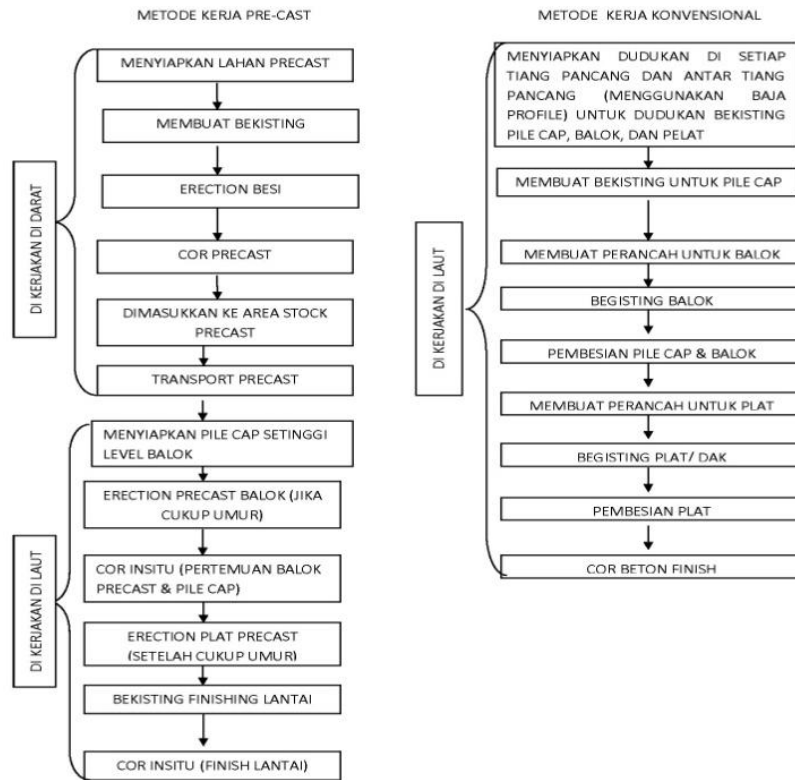 METODE KERJA PRE-CAST
DI KERJAKAN DI DARAT
MENYIAPKAN LAHAN PRECAST
MEMBUAT BEKISTING
ERECTION BESI
COR PRECAST
DIMASUKKAN KE AREA STOCK
PRECAST
TRANSPORT PRECAST
DI KERJAKAN DI LAUT
MENYIAPKAN PILE CAP SETINGGI
LEVEL BALOK
ERECTION PRECAST BALOK (JIKA
CUKUP UMUR)
COR INSITU (PERTEMUAN BALOK
PRECAST & PILE CAP)
ERECTION PLAT PRECAST
(SETELAH CUKUP UMUR)
BEKISTING FINISHING LANTAI
COR INSITU (FINISH LANTAI)
METODE KERJA KONVENSIONAL
DI KERJAKAN DI LAUT
MENYIAPKAN DUDUKAN DI SETIAP
TIANG PANCANG DAN ANTAR TIANG
PANCANG (MENGGUNAKAN BAJA
PROFILE) UNTUK DUDUKAN BEKISTING
PILE CAP, BALOK, DAN PELAT
MEMBUAT BEKISTING UNTUK PILE CAP
MEMBUAT PERANCAH UNTUK BALOK
BEGISTING BALOK
PEMBESIAN PILE CAP & BALOK
MEMBUAT PERANCAH UNTUK PLAT
BEGISTING PLAT/ DAK
PEMBESIAN PLAT
COR BETON FINISH